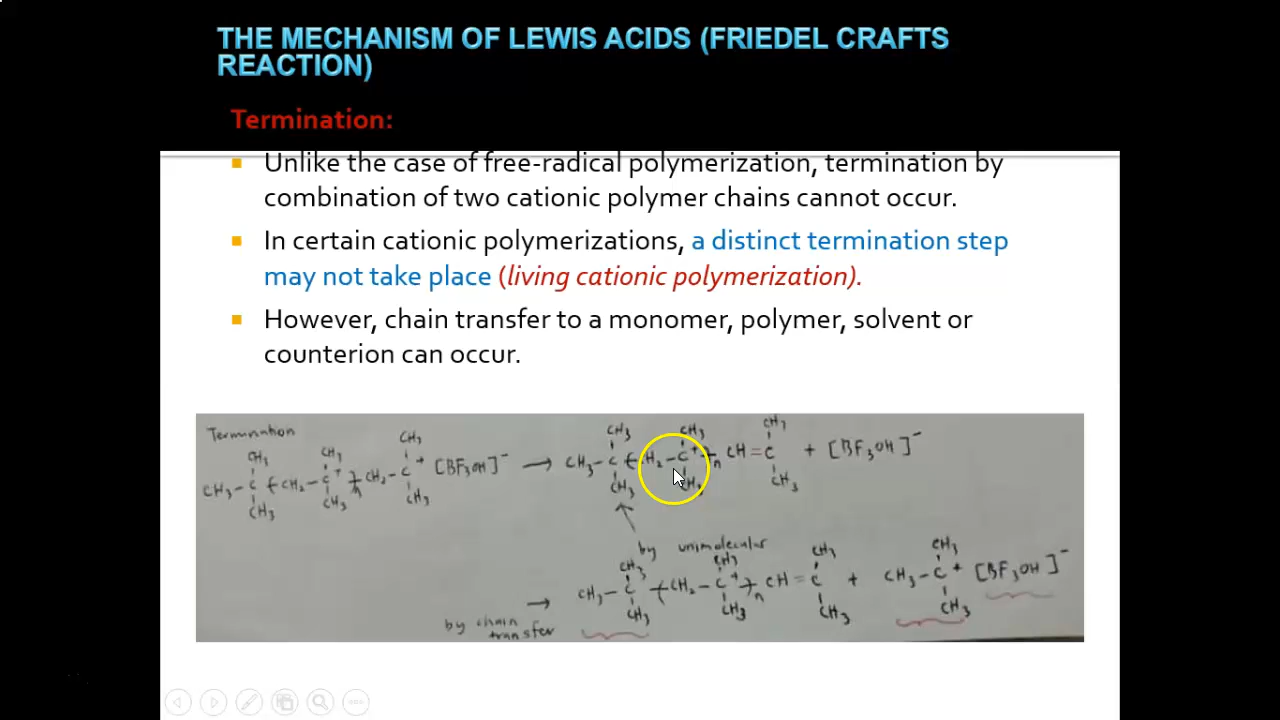 THE MECHANISM OF LEWIS ACIDS (FRIEDEL CRAFTS
REACTION)
Termination:
Unlike the case of free-radical polymerization, termination by
combination of two cationic polymer chains cannot occur.
In certain cationic polymerizations, a distinct termination step
may not take place (living cationic polymerization).
However, chain transfer to a monomer, polymer, solvent or
counterion can occur.
Termination
CH3 CH3 CH3
CH3-C-(-CH2-C+-)n-CH2-C+ [BF3OH]- →
CH3 CH3 CH3
CH3 CH3 CH3
CH3-C-(-CH2-C+-)n-CH=C + [BF3OH]-
CH3 CH3 CH3
by unimolecular
CH3 CH3 CH3 CH3
→ CH3-C-(-CH2-C+-)n-CH=C + CH3-C+ [BF3OH]-
CH3 CH3 CH3 CH3
by chain
transfer